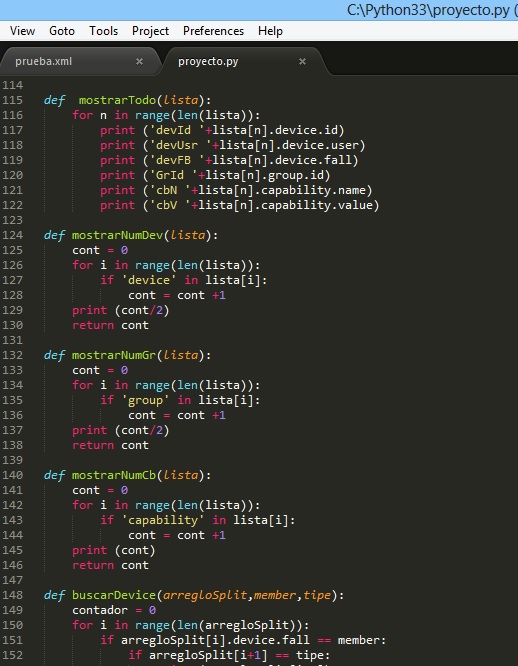 C:\Python33\proyecto.py (
View Goto Tools Project Preferences Help
prueba.xml × proyecto.py ×
114
115 def  mostrarTodo(lista):
116     for n in range(len(lista)):
117         print ('devId '+lista[n].device.id)
118         print ('devUsr '+lista[n].device.user)
119         print ('devFB '+lista[n].device.fall)
120         print ('GrId '+lista[n].group.id)
121         print ('cbN '+lista[n].capability.name)
122         print ('cbV '+lista[n].capability.value)
123
124 def mostrarNumDev(lista):
125     cont = 0
126     for i in range(len(lista)):
127         if 'device' in lista[i]:
128             cont = cont +1
129     print (cont/2)
130     return cont
131
132 def mostrarNumGr(lista):
133     cont = 0
134     for i in range(len(lista)):
135         if 'group' in lista[i]:
136             cont = cont +1
137     print (cont/2)
138     return cont
139
140 def mostrarNumCb(lista):
141     cont = 0
142     for i in range(len(lista)):
143         if 'capability' in lista[i]:
144             cont = cont +1
145     print (cont)
146     return cont
147
148 def buscarDevice(arregloSplit,member,tipe):
149     contador = 0
150     for i in range(len(arregloSplit)):
151         if arregloSplit[i].device.fall == member:
152             if arregloSplit[i+1] == tipe: